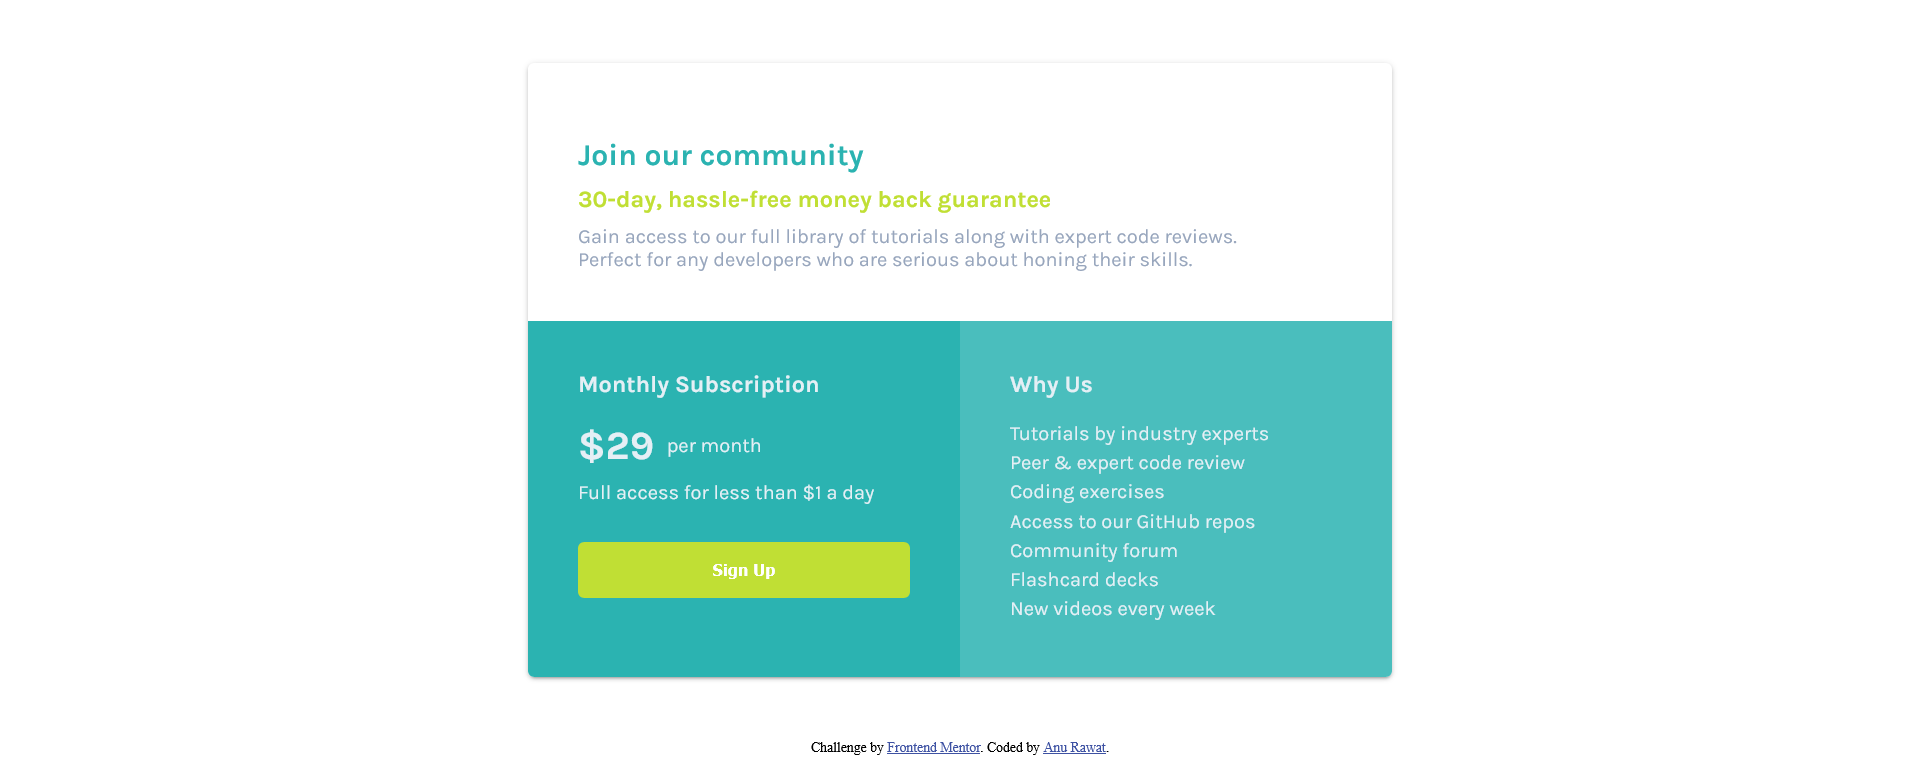 Join our community
30-day, hassle-free money back guarantee
Gain access to our full library of tutorials along with expert code reviews.
Perfect for any developers who are serious about honing their skills.
Monthly Subscription
$29 per month
Full access for less than $1 a day
Sign Up
Why Us
Tutorials by industry experts
Peer & expert code review
Coding exercises
Access to our GitHub repos
Community forum
Flashcard decks
New videos every week
Challenge by Frontend Mentor. Coded by Anu Rawat.